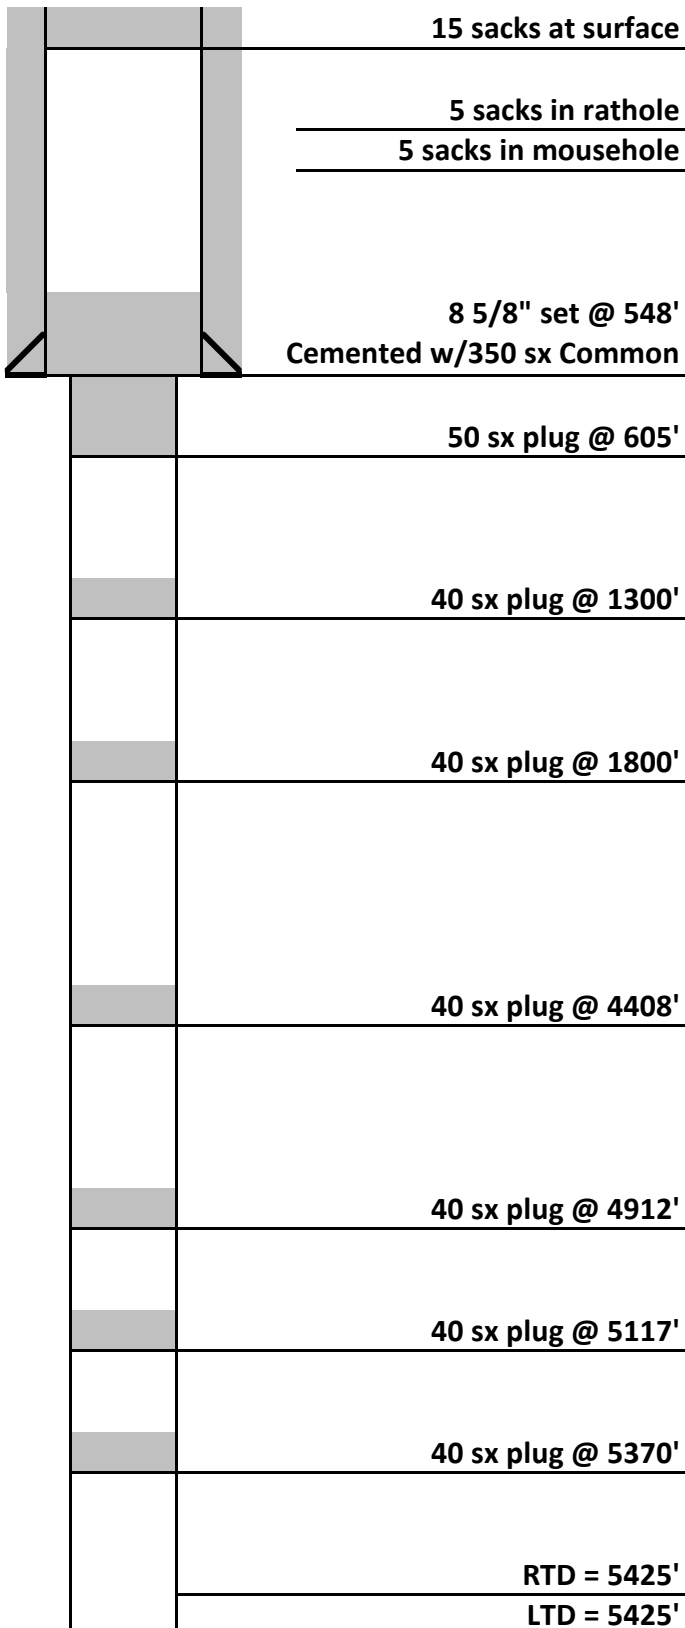 15 sacks at surface
5 sacks in rathole
5 sacks in mousehole
8 5/8" set @ 548'
Cemented w/350 sx Common
50 sx plug @ 605'
40 sx plug @ 1300'
40 sx plug @ 1800'
40 sx plug @ 4408'
40 sx plug @ 4912'
40 sx plug @ 5117'
40 sx plug @ 5370'
RTD = 5425'
LTD = 5425'